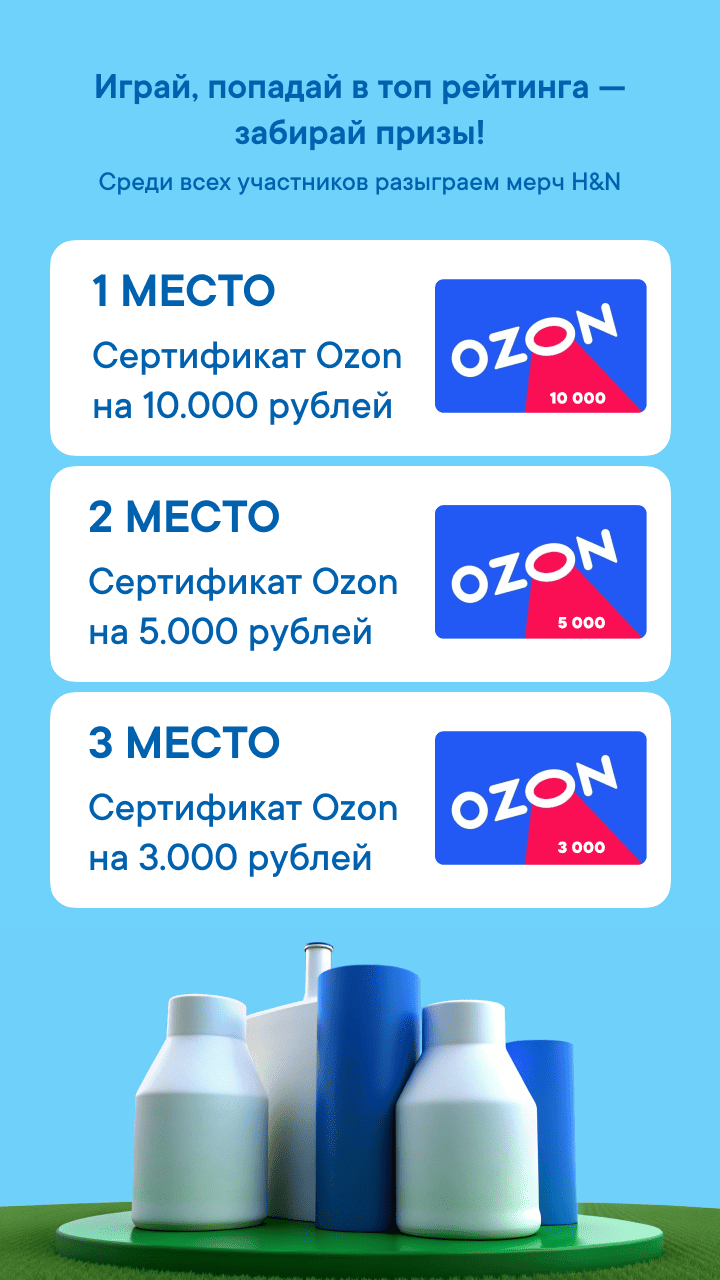 Играй, попадай в топ рейтинга —
забирай призы!
Среди всех участников разыграем мерч H&N
1 МЕСТО
Сертификат Ozon
на 10.000 рублей
OZON
10 000
2 МЕСТО
Сертификат Ozon
на 5.000 рублей
OZON
5 000
3 МЕСТО
Сертификат Ozon
на 3.000 рублей
OZON
3 000